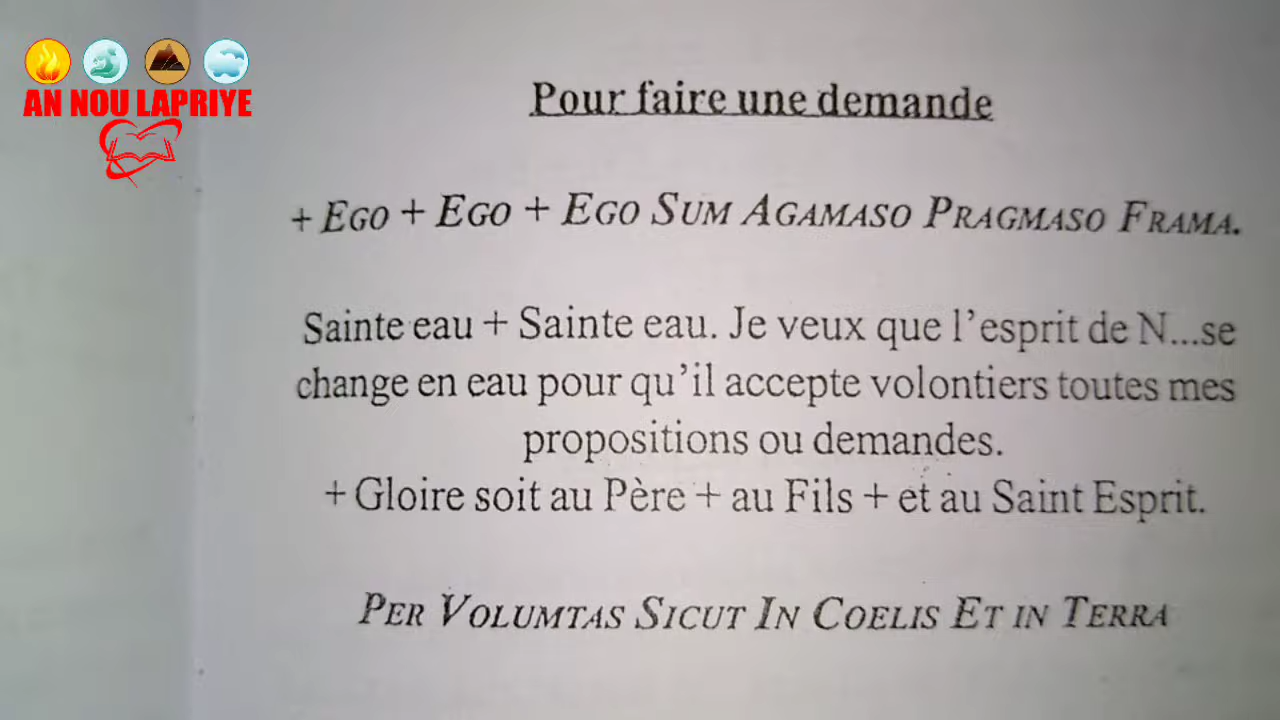 AN NOU LAPRIYE
Pour faire une demande
+ EGO + EGO + EGO SUM AGAMASO PRAGMASO FRAMA.
Sainte eau + Sainte eau. Je veux que l'esprit de N...se
change en eau pour qu'il accepte volontiers toutes mes
propositions ou demandes.
+ Gloire soit au Père + au Fils + et au Saint Esprit.
PER VOLUMTAS SICUT IN COELIS ET IN TERRA